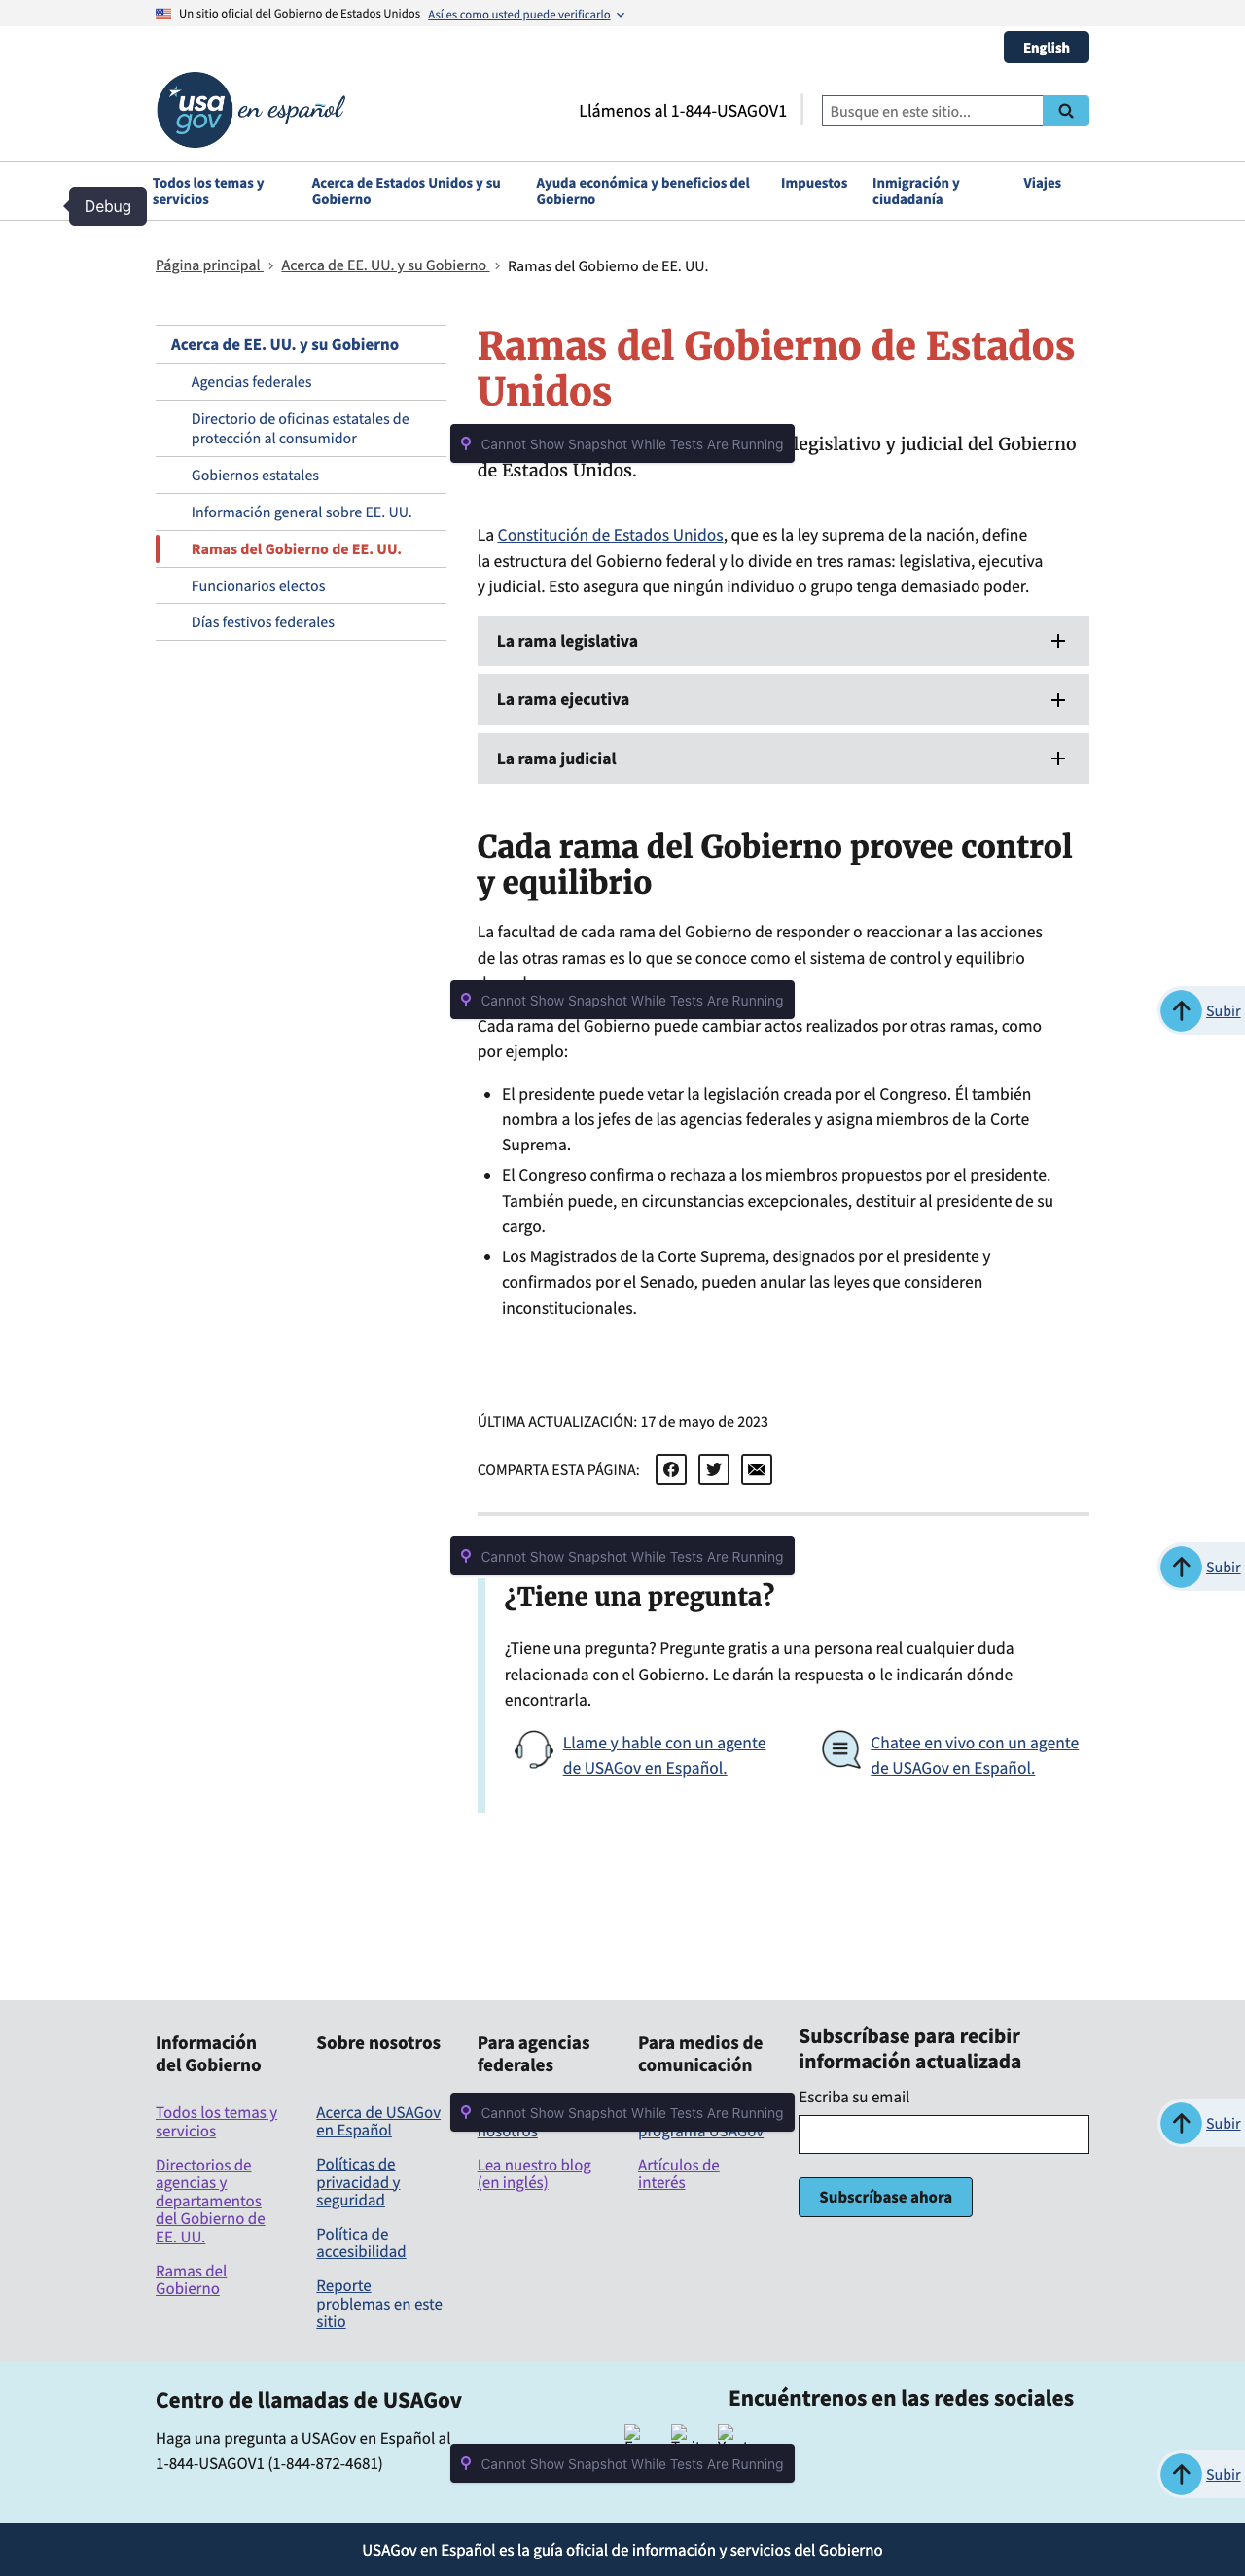 Un sitio oficial del Gobierno de Estados Unidos Así es como usted puede verificarlo
English
usa gov en español
Llámenos al 1-844-USAGOV1
Busque en este sitio...
Todos los temas y servicios
Acerca de Estados Unidos y su Gobierno
Ayuda económica y beneficios del Gobierno
Impuestos
Inmigración y ciudadanía
Viajes
Debug
Página principal > Acerca de EE. UU. y su Gobierno > Ramas del Gobierno de EE. UU.
Acerca de EE. UU. y su Gobierno
Agencias federales
Directorio de oficinas estatales de
protección al consumidor
Gobiernos estatales
Información general sobre EE. UU.
Ramas del Gobierno de EE. UU.
Funcionarios electos
Días festivos federales
Ramas del Gobierno de Estados
Unidos
Cannot Show Snapshot While Tests Are Running
legislativo y judicial del Gobierno
de Estados Unidos.
La Constitución de Estados Unidos, que es la ley suprema de la nación, define
la estructura del Gobierno federal y lo divide en tres ramas: legislativa, ejecutiva
y judicial. Esto asegura que ningún individuo o grupo tenga demasiado poder.
La rama legislativa
La rama ejecutiva
La rama judicial
Cada rama del Gobierno provee control
y equilibrio
La facultad de cada rama del Gobierno de responder o reaccionar a las acciones
de las otras ramas es lo que se conoce como el sistema de control y equilibrio
Cannot Show Snapshot While Tests Are Running
Subir
Cada rama del Gobierno puede cambiar actos realizados por otras ramas, como
por ejemplo:
• El presidente puede vetar la legislación creada por el Congreso. Él también
nombra a los jefes de las agencias federales y asigna miembros de la Corte
Suprema.
• El Congreso confirma o rechaza a los miembros propuestos por el presidente.
También puede, en circunstancias excepcionales, destituir al presidente de su
cargo.
• Los Magistrados de la Corte Suprema, designados por el presidente y
confirmados por el Senado, pueden anular las leyes que consideren
inconstitucionales.
ÚLTIMA ACTUALIZACIÓN: 17 de mayo de 2023
COMPARTA ESTA PÁGINA:
Cannot Show Snapshot While Tests Are Running
Subir
¿Tiene una pregunta?
¿Tiene una pregunta? Pregunte gratis a una persona real cualquier duda
relacionada con el Gobierno. Le darán la respuesta o le indicarán dónde
encontrarla.
Llame y hable con un agente
de USAGov en Español.
Chatee en vivo con un agente
de USAGov en Español.
Información
del Gobierno
Todos los temas y
servicios
Directorios de
agencias y
departamentos
del Gobierno de
EE. UU.
Ramas del
Gobierno
Sobre nosotros
Acerca de USAGov
en Español
Políticas de
privacidad y
seguridad
Política de
accesibilidad
Reporte
problemas en este
sitio
Para agencias
federales
Cannot Show Snapshot While Tests Are Running
nosotros
Lea nuestro blog
(en inglés)
Para medios de
comunicación
programa USAGov
Artículos de
interés
Subscríbase para recibir
información actualizada
Escriba su email
Subscríbase ahora
Subir
Centro de llamadas de USAGov
Haga una pregunta a USAGov en Español al
1-844-USAGOV1 (1-844-872-4681)
Encuéntrenos en las redes sociales
Cannot Show Snapshot While Tests Are Running
Subir
USAGov en Español es la guía oficial de información y servicios del Gobierno